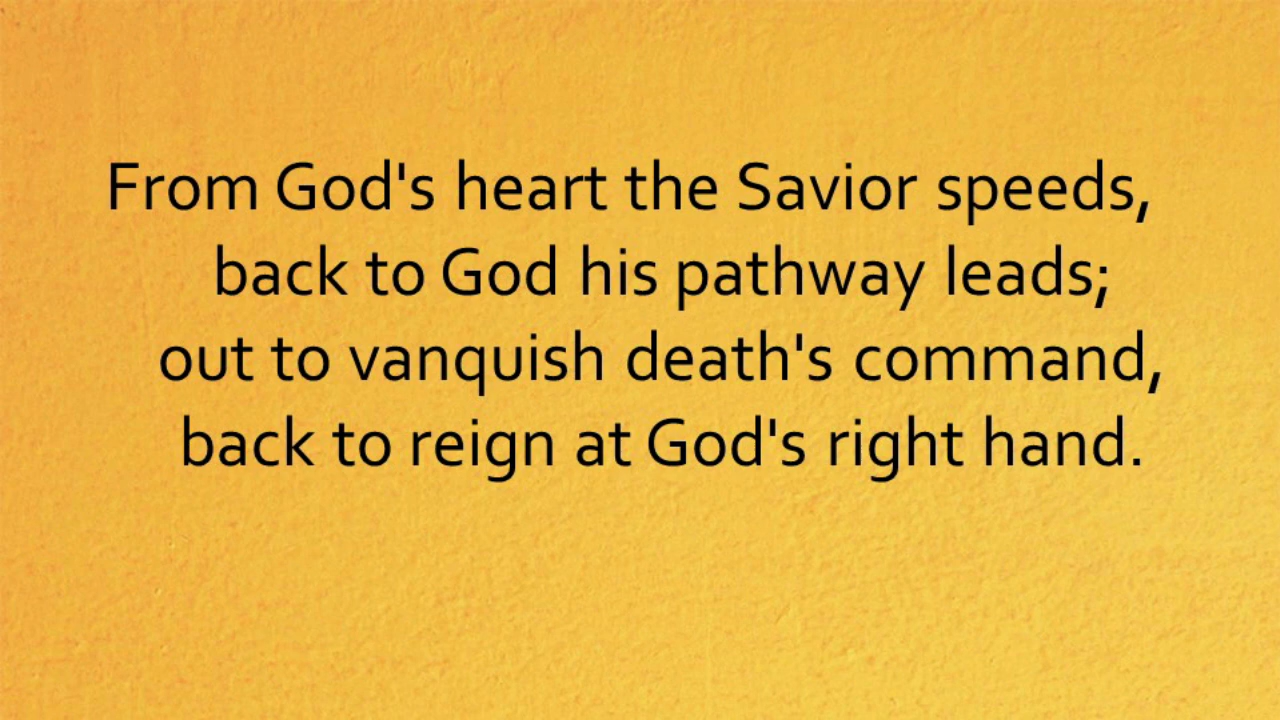 From God's heart the Savior speeds,
back to God his pathway leads;
out to vanquish death's command,
back to reign at God's right hand.